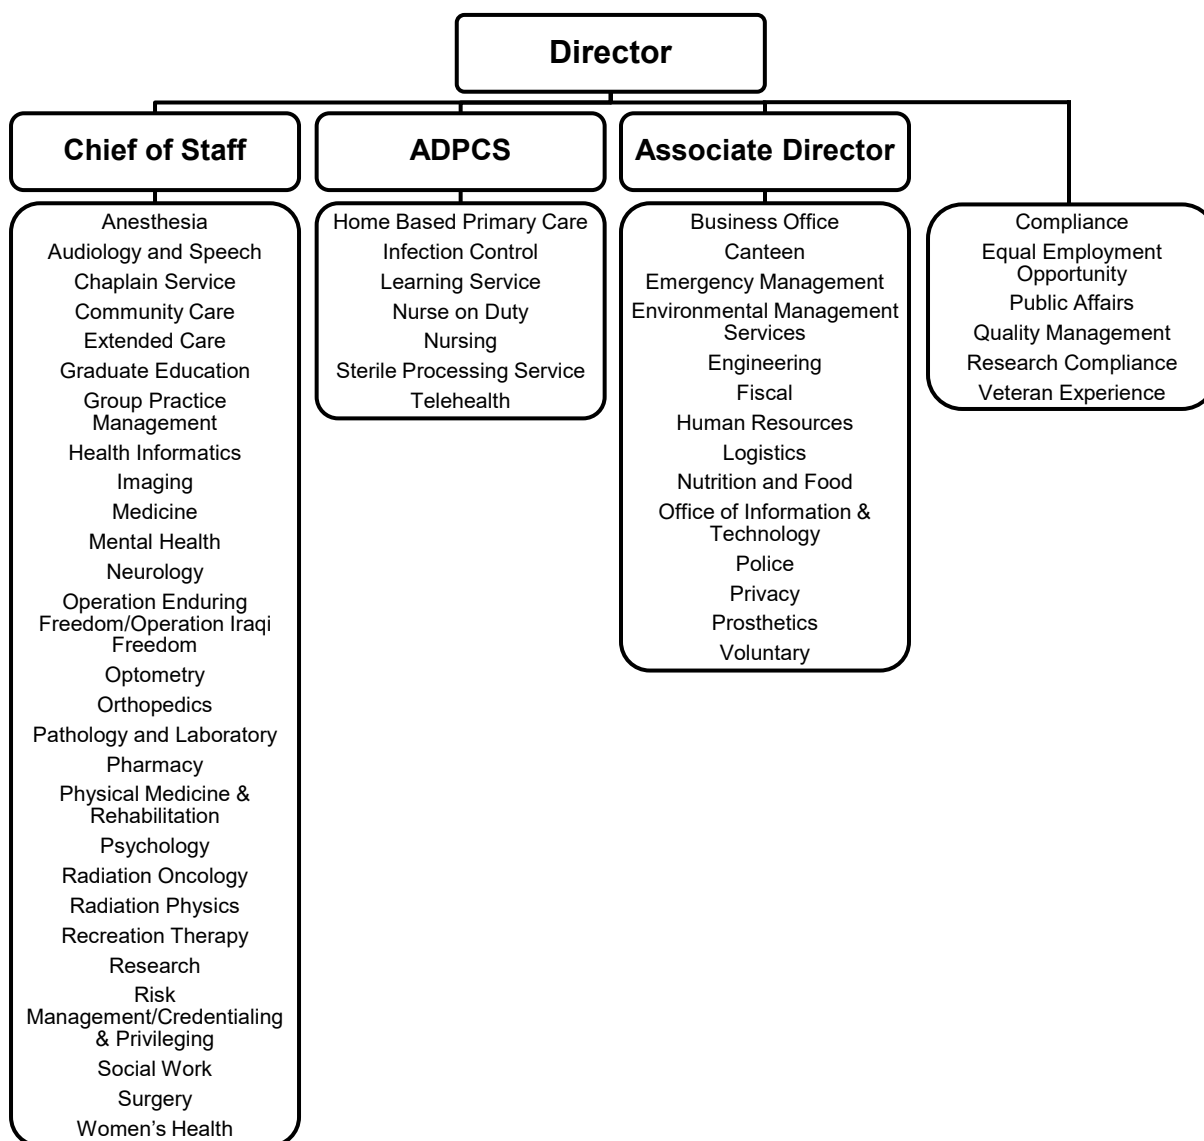 Director
Chief of Staff
ADPCS
Associate Director
Anesthesia
Audiology and Speech
Chaplain Service
Community Care
Extended Care
Graduate Education
Group Practice
Management
Health Informatics
Imaging
Medicine
Mental Health
Neurology
Operation Enduring
Freedom/Operation Iraqi
Freedom
Optometry
Orthopedics
Pathology and Laboratory
Pharmacy
Physical Medicine &
Rehabilitation
Psychology
Radiation Oncology
Radiation Physics
Recreation Therapy
Research
Risk
Management/Credentialing
& Privileging
Social Work
Surgery
Women’s Health
Home Based Primary Care
Infection Control
Learning Service
Nurse on Duty
Nursing
Sterile Processing Service
Telehealth
Business Office
Canteen
Emergency Management
Environmental Management
Services
Engineering
Fiscal
Human Resources
Logistics
Nutrition and Food
Office of Information &
Technology
Police
Privacy
Prosthetics
Voluntary
Compliance
Equal Employment
Opportunity
Public Affairs
Quality Management
Research Compliance
Veteran Experience